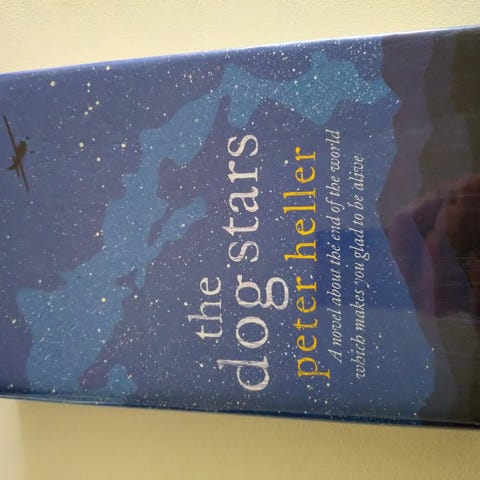 the
dog stars
peter heller
A novel about the end of the world
which makes you glad to be alive